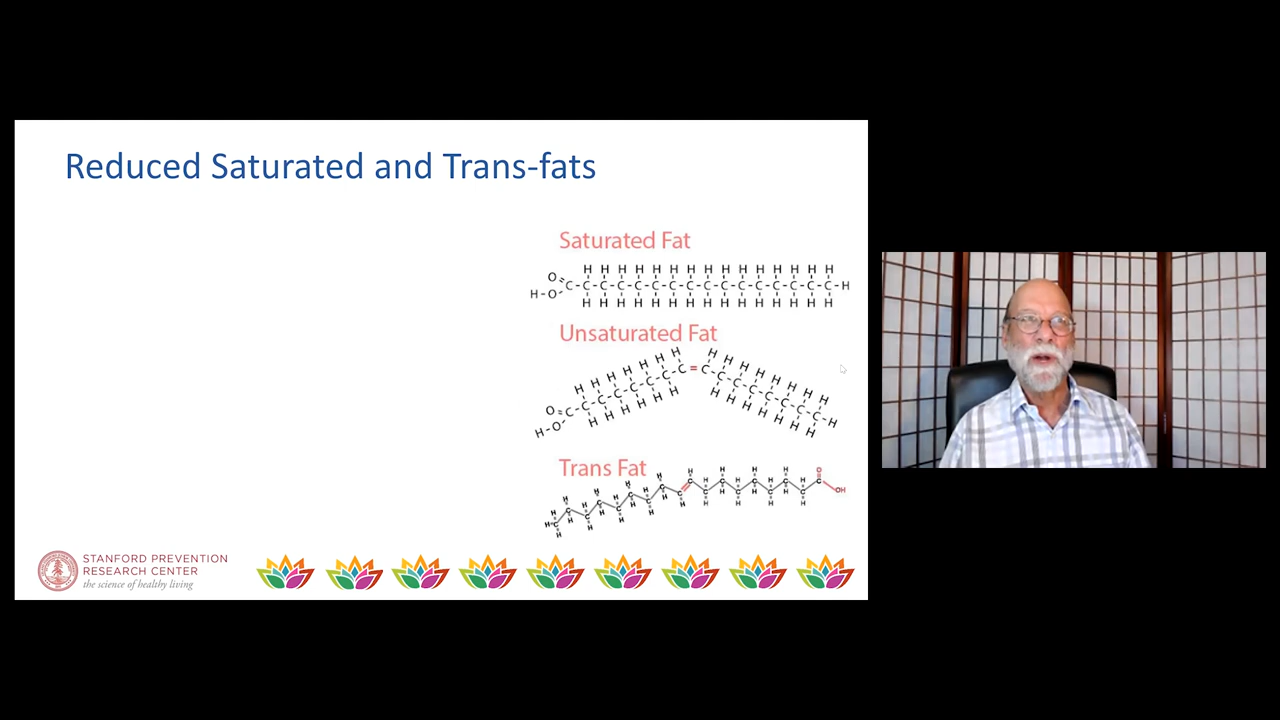 Reduced Saturated and Trans-fats
Saturated Fat
Unsaturated Fat
Trans Fat
STANFORD PREVENTION
RESEARCH CENTER
the science of healthy living